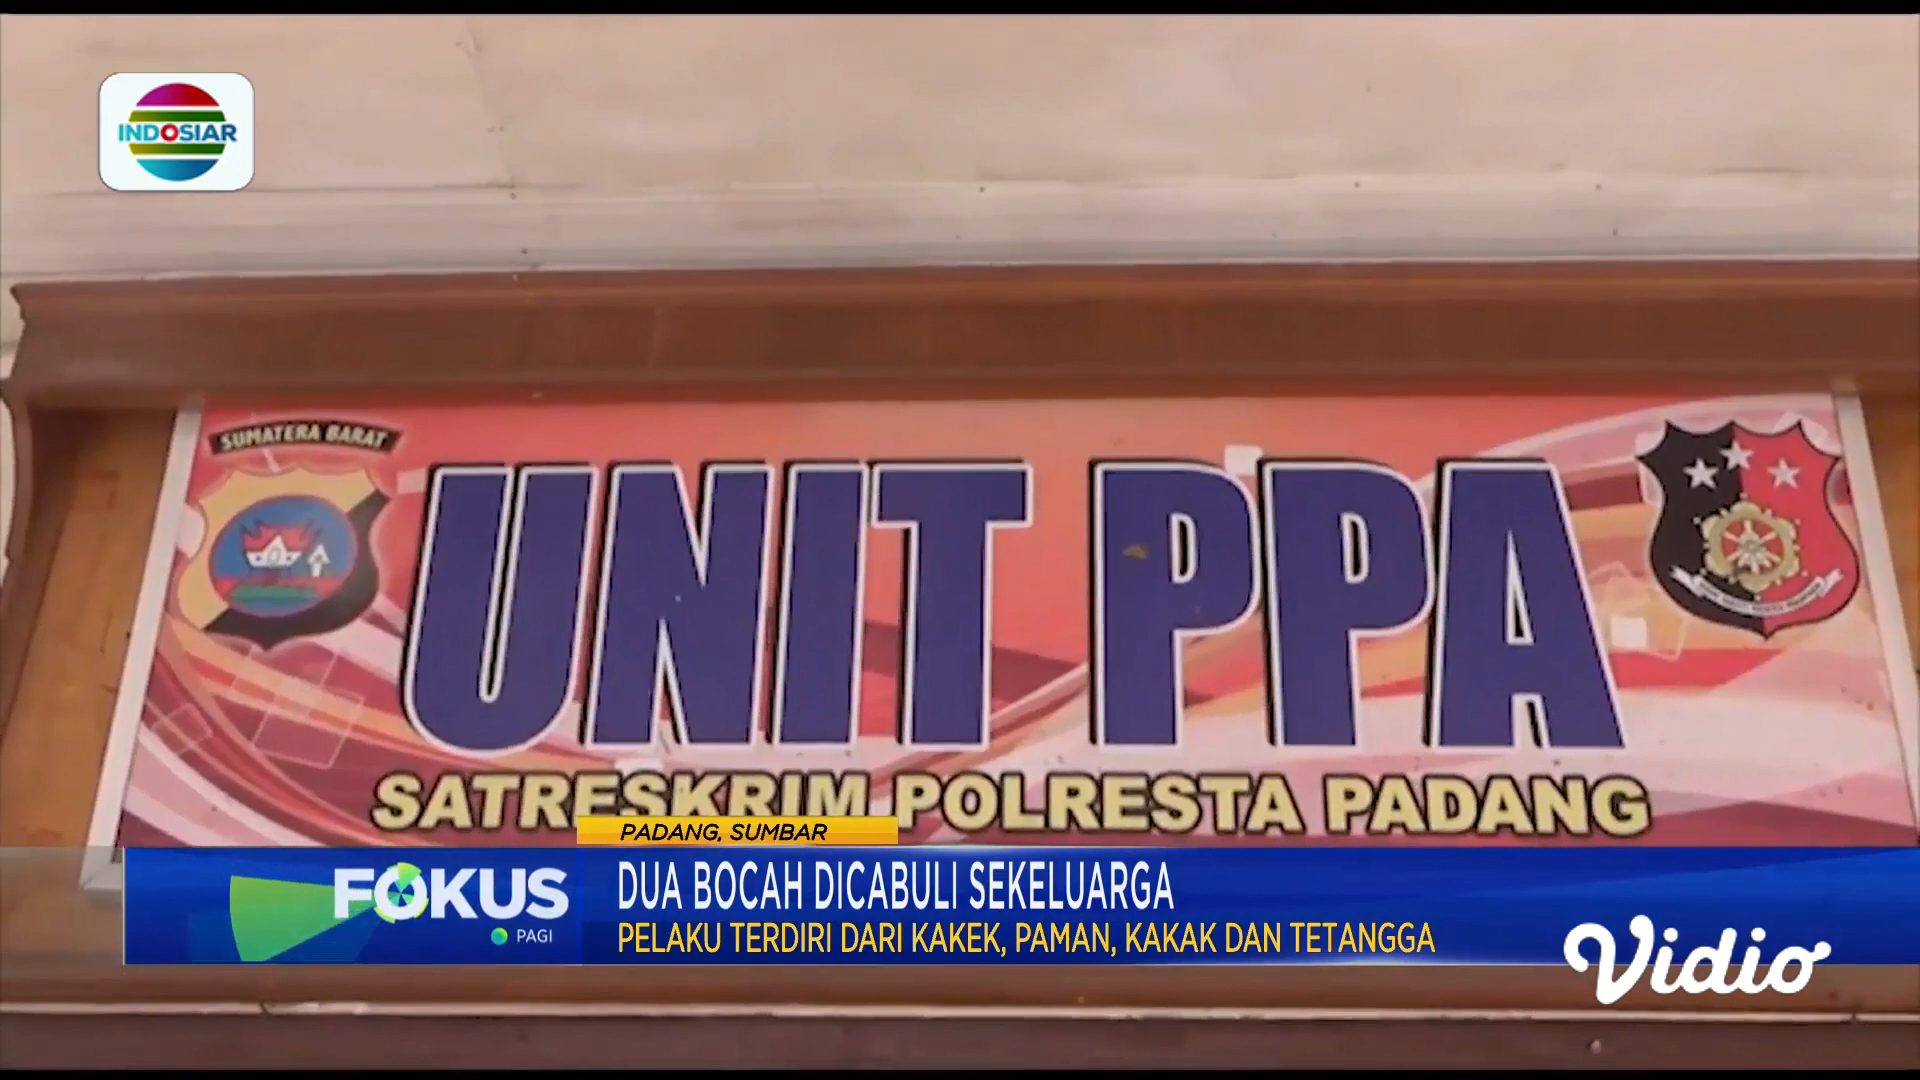 INDOSIAR
SUMATERA BARAT
UNIT PPA
SATRESKRIM POLRESTA PADANG
PADANG, SUMBAR
FOKUS
PAGI
DUA BOCAH DICABULI SEKELUARGA
PELAKU TERDIRI DARI KAKEK, PAMAN, KAKAK DAN TETANGGA
Vidio